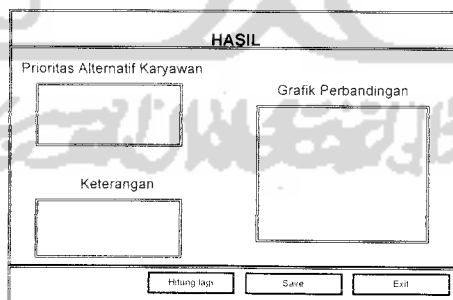 HASIL
Prioritas Alternatif Karyawan
Grafik Perbandingan
Keterangan
Hitung lagi
Save
Exit